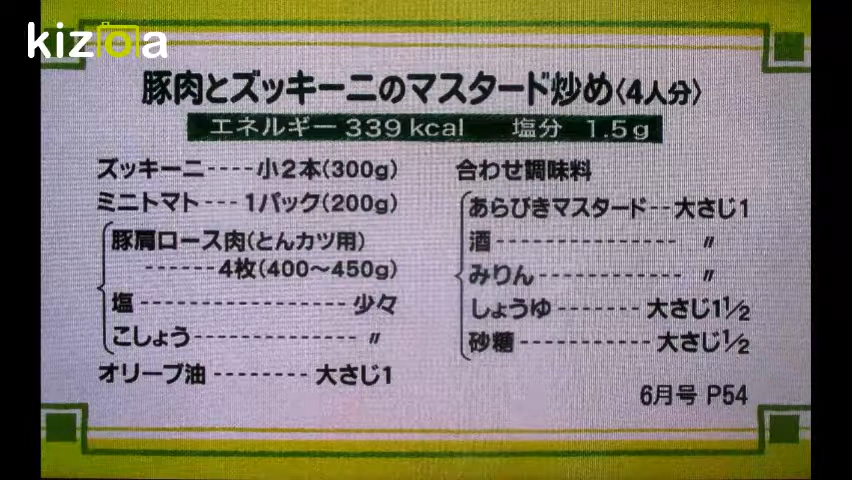 kizoa
豚肉とズッキーニのマスタード炒め〈4人分〉
エネルギー 339kcal 塩分 1.5g
ズッキーニ----小2本(300g)
ミニトマト---1パック(200g)
豚肩ロース肉(とんカツ用)
------4枚(400〜450g)
塩-----------------少々
こしょう-------------〃
オリーブ油--------大さじ1
合わせ調味料
あらびきマスタード--大さじ1
酒---------------〃
みりん------------〃
しょうゆ-------大さじ1½
砂糖-----------大さじ½
6月号 P54